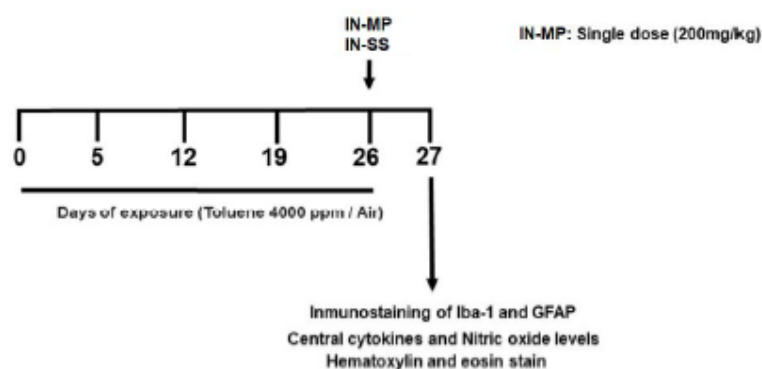 IN-MP
IN-SS
IN-MP: Single dose (200mg/kg)
0 5 12 19 26 27
Days of exposure (Toluene 4000 ppm / Air)
Inmunostaining of Iba-1 and GFAP
Central cytokines and Nitric oxide levels
Hematoxylin and eosin stain